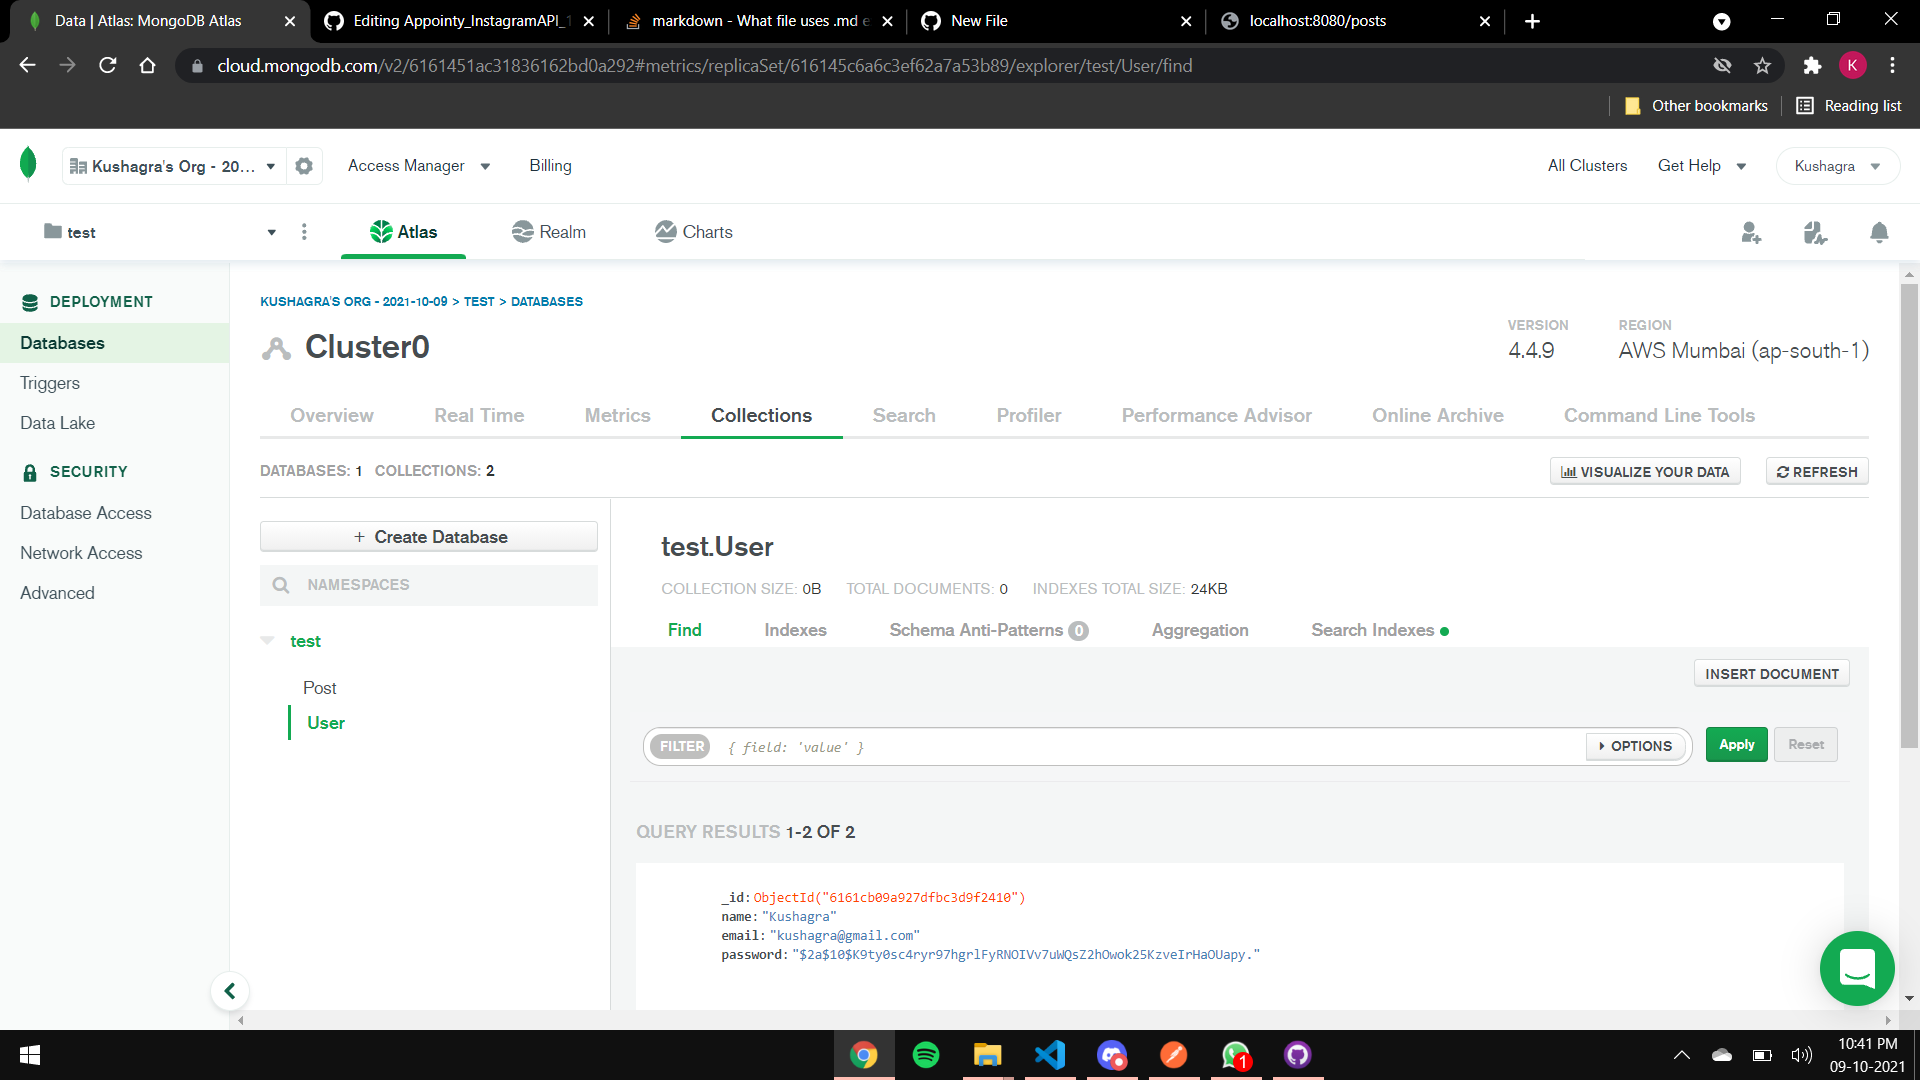 Data | Atlas: MongoDB Atlas
Editing Appointy_InstagramAPI_1
markdown - What file uses .md e
New File
localhost:8080/posts
cloud.mongodb.com/v2/6161451ac31836162bd0a292#metrics/replicaSet/616145c6a6c3ef62a7a53b89/explorer/test/User/find
K
Other bookmarks
Reading list
Kushagra's Org - 20...
Access Manager
Billing
All Clusters
Get Help
Kushagra
test
Atlas
Realm
Charts
DEPLOYMENT
Databases
Triggers
Data Lake
SECURITY
Database Access
Network Access
Advanced
KUSHAGRA'S ORG - 2021-10-09 > TEST > DATABASES
Cluster0
VERSION
4.4.9
REGION
AWS Mumbai (ap-south-1)
Overview
Real Time
Metrics
Collections
Search
Profiler
Performance Advisor
Online Archive
Command Line Tools
DATABASES: 1 COLLECTIONS: 2
VISUALIZE YOUR DATA
REFRESH
+ Create Database
NAMESPACES
test
Post
User
test.User
COLLECTION SIZE: 0B TOTAL DOCUMENTS: 0 INDEXES TOTAL SIZE: 24KB
Find
Indexes
Schema Anti-Patterns 0
Aggregation
Search Indexes
INSERT DOCUMENT
FILTER
{ field: 'value' }
OPTIONS
Apply
Reset
QUERY RESULTS 1-2 OF 2
_id: ObjectId("6161cb09a927dfbc3d9f2410")
name: "Kushagra"
email: "kushagra@gmail.com"
password: "$2a$10$K9ty0sc4ryr97hgrlFyRNOIVv7uWQsZ2hOwok25KzveIrHaOUapy."
1
10:41 PM
09-10-2021